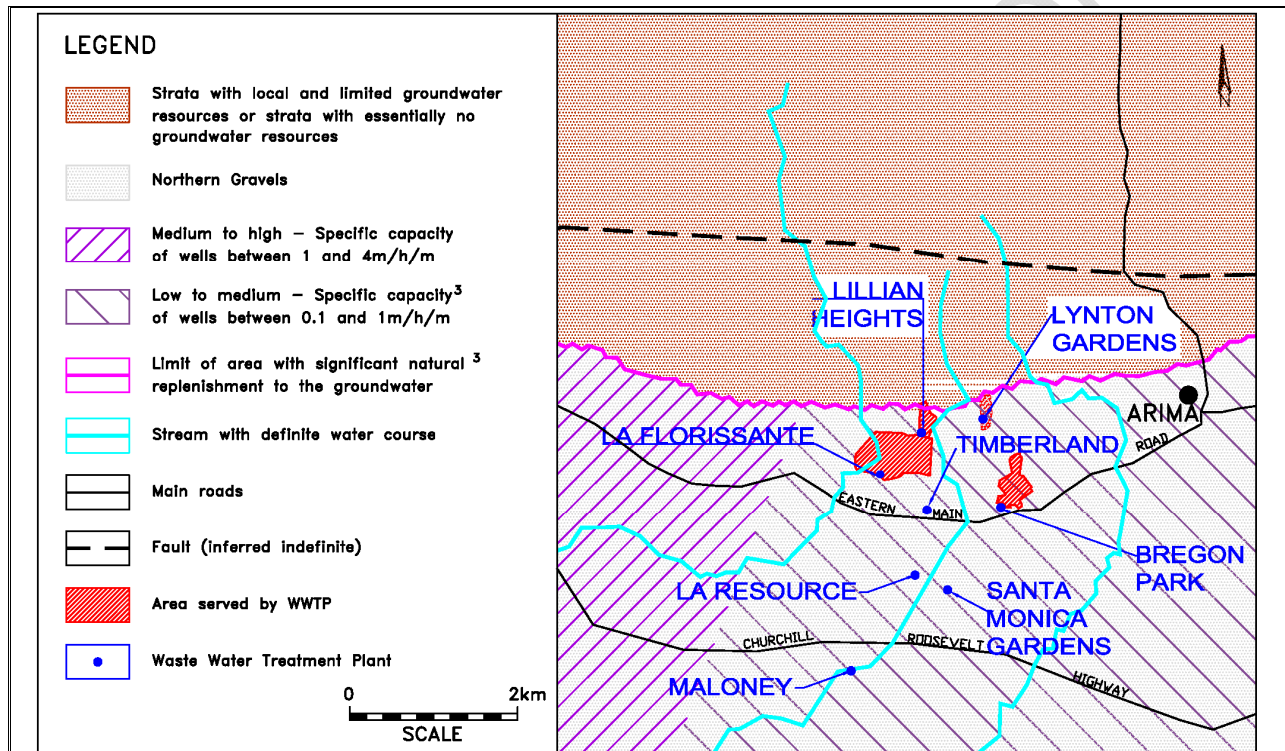 LEGEND
Strata with local and limited groundwater
resources or strata with essentially no
groundwater resources
Northern Gravels
Medium to high – Specific capacity
of wells between 1 and 4m/h/m
Low to medium – Specific capacity 3
of wells between 0.1 and 1m/h/m
Limit of area with significant natural 3
replenishment to the groundwater
Stream with definite water course
Main roads
Fault (inferred indefinite)
Area served by WWTP
Waste Water Treatment Plant
0 2km
SCALE
N
LILLIAN
HEIGHTS
LYNTON
GARDENS
ARIMA
LA FLORISSANTE
TIMBERLAND
EASTERN MAIN ROAD
BREGON
PARK
LA RESOURCE
SANTA
MONICA
GARDENS
CHURCHILL ROOSEVELT HIGHWAY
MALONEY